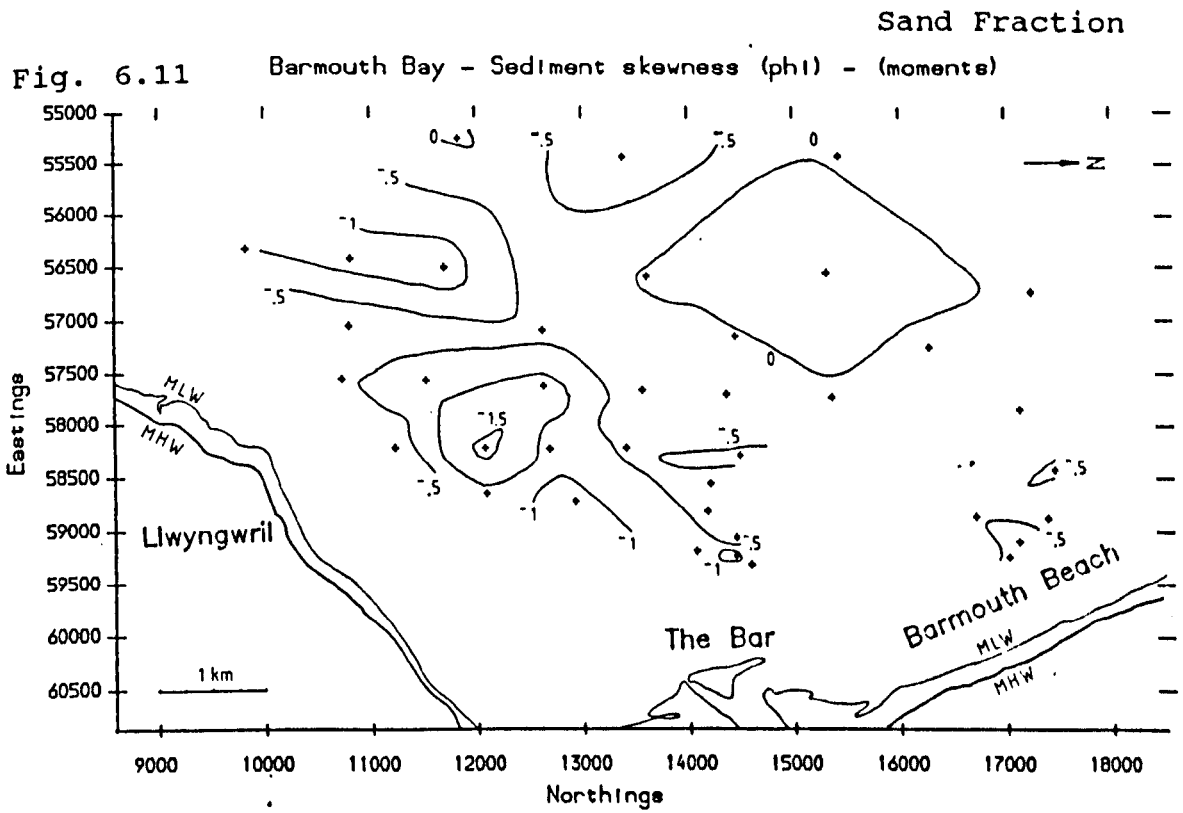 Sand Fraction
Fig. 6.11
Barmouth Bay - Sediment skewness (phi) - (moments)
55000
55500
56000
56500
57000
57500
58000
58500
59000
59500
60000
60500
Eastings
0
-.5
-.5
0
N
-.5
-1
-.5
0
MLW
MHW
-1.5
-.5
-.5
-.5
-1
-1
-.5
-1
-.5
Llwyngwril
Barmouth Beach
The Bar
MLW
MHW
1 km
9000 10000 11000 12000 13000 14000 15000 16000 17000 18000
Northings